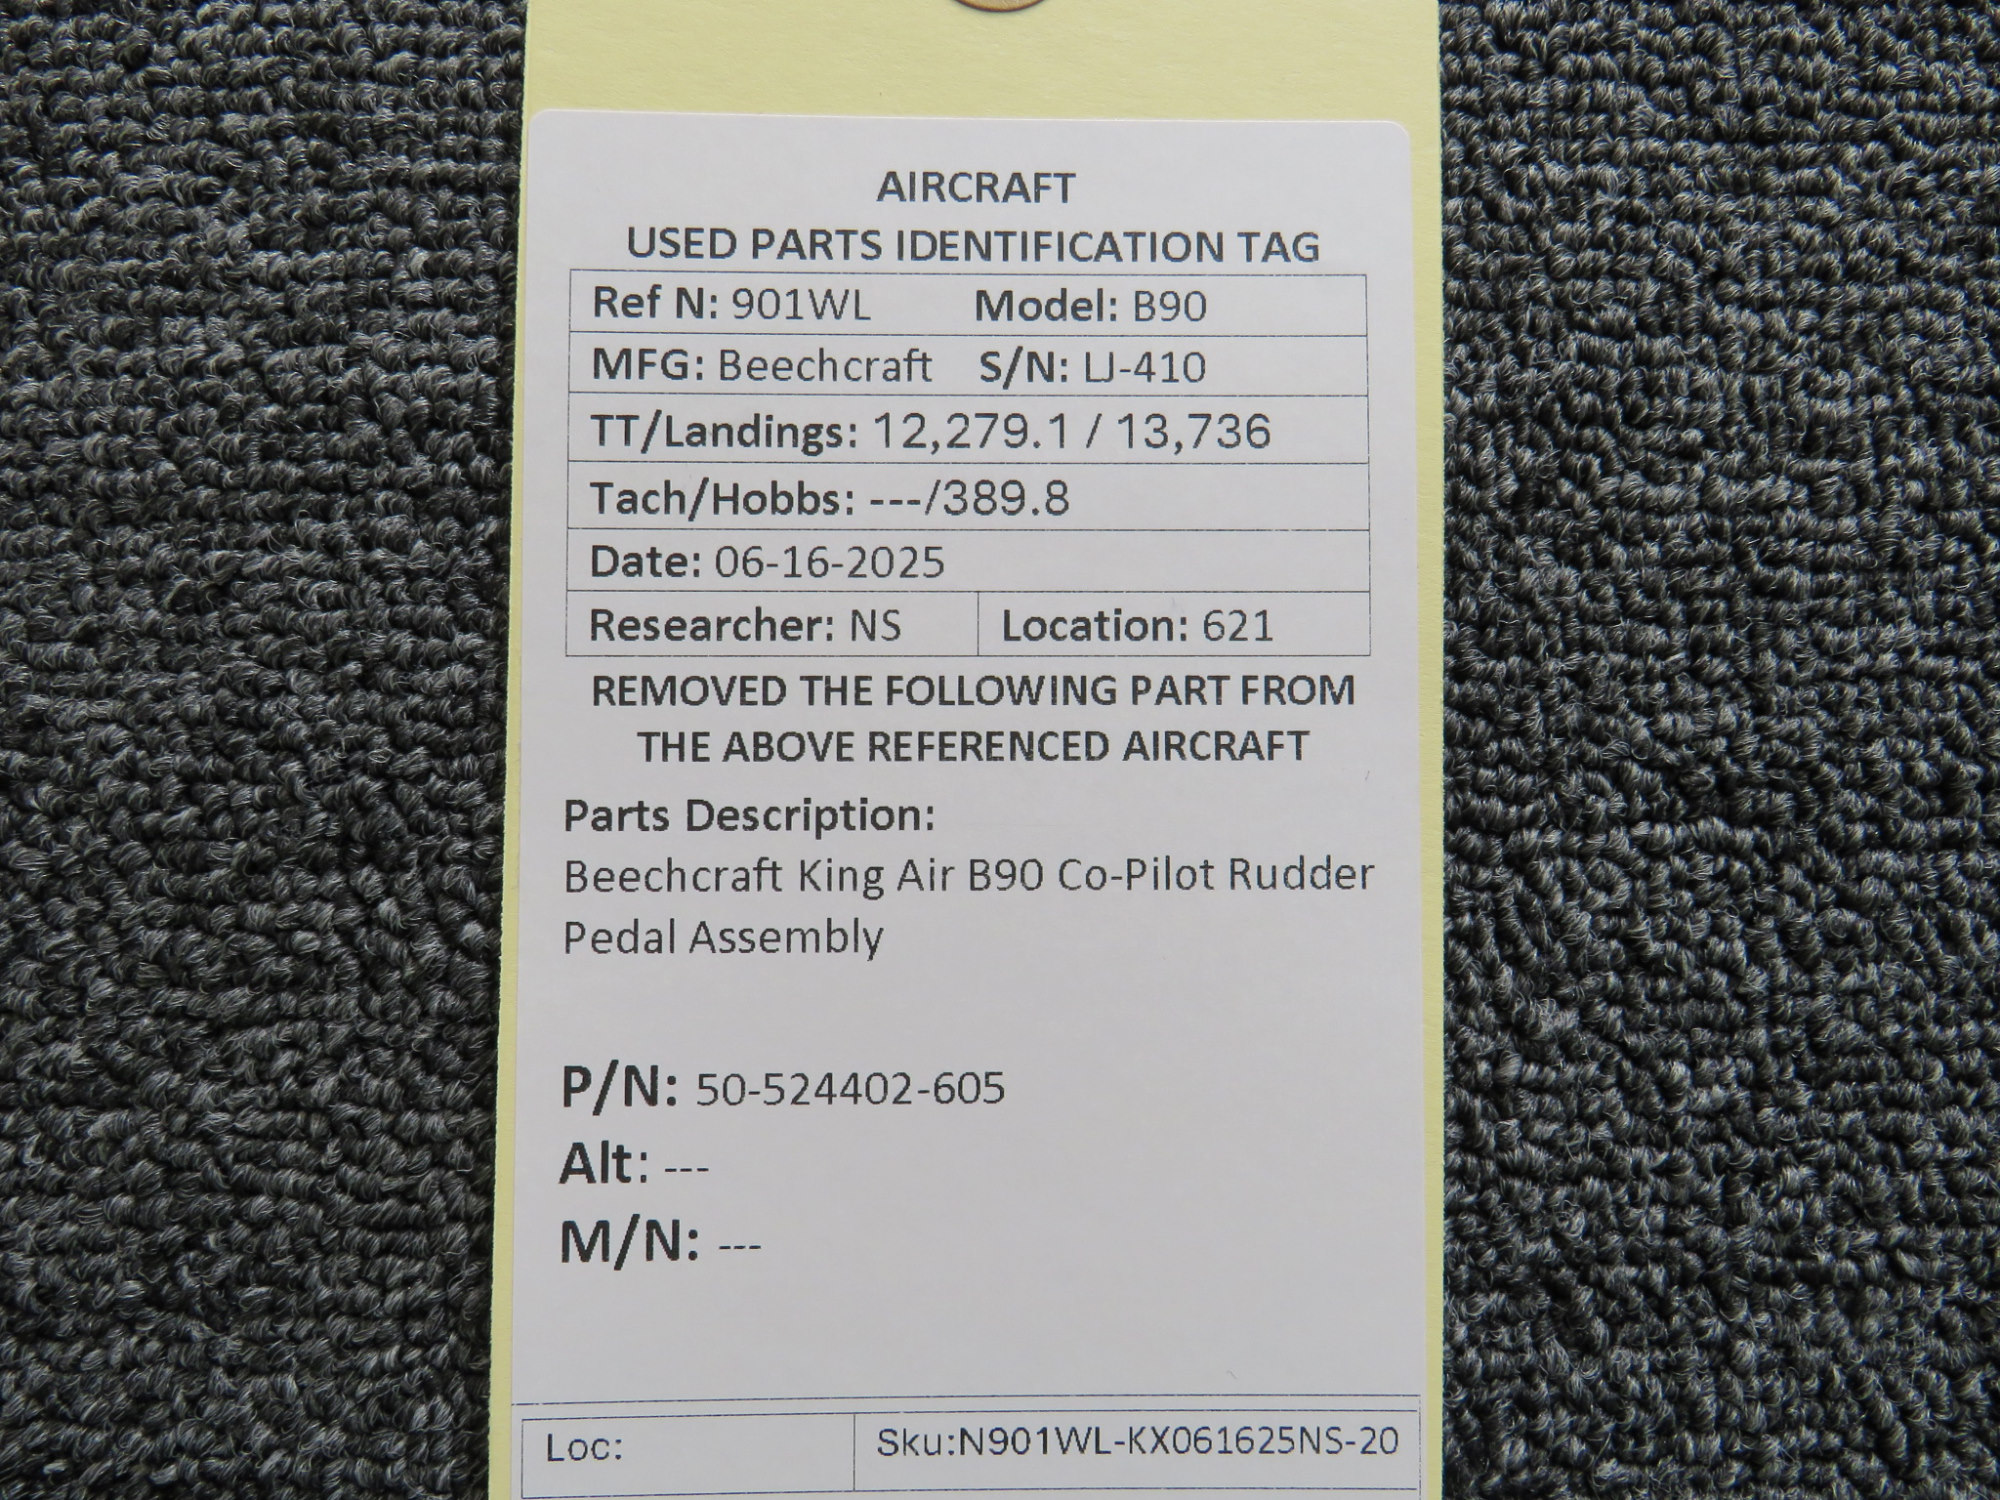 AIRCRAFT
USED PARTS IDENTIFICATION TAG
Ref N: 901WL Model: B90
MFG: Beechcraft S/N: LJ-410
TT/Landings: 12,279.1 / 13,736
Tach/Hobbs: ---/389.8
Date: 06-16-2025
Researcher: NS Location: 621
REMOVED THE FOLLOWING PART FROM
THE ABOVE REFERENCED AIRCRAFT
Parts Description:
Beechcraft King Air B90 Co-Pilot Rudder
Pedal Assembly
P/N: 50-524402-605
Alt: ---
M/N: ---
Loc: Sku:N901WL-KX061625NS-20